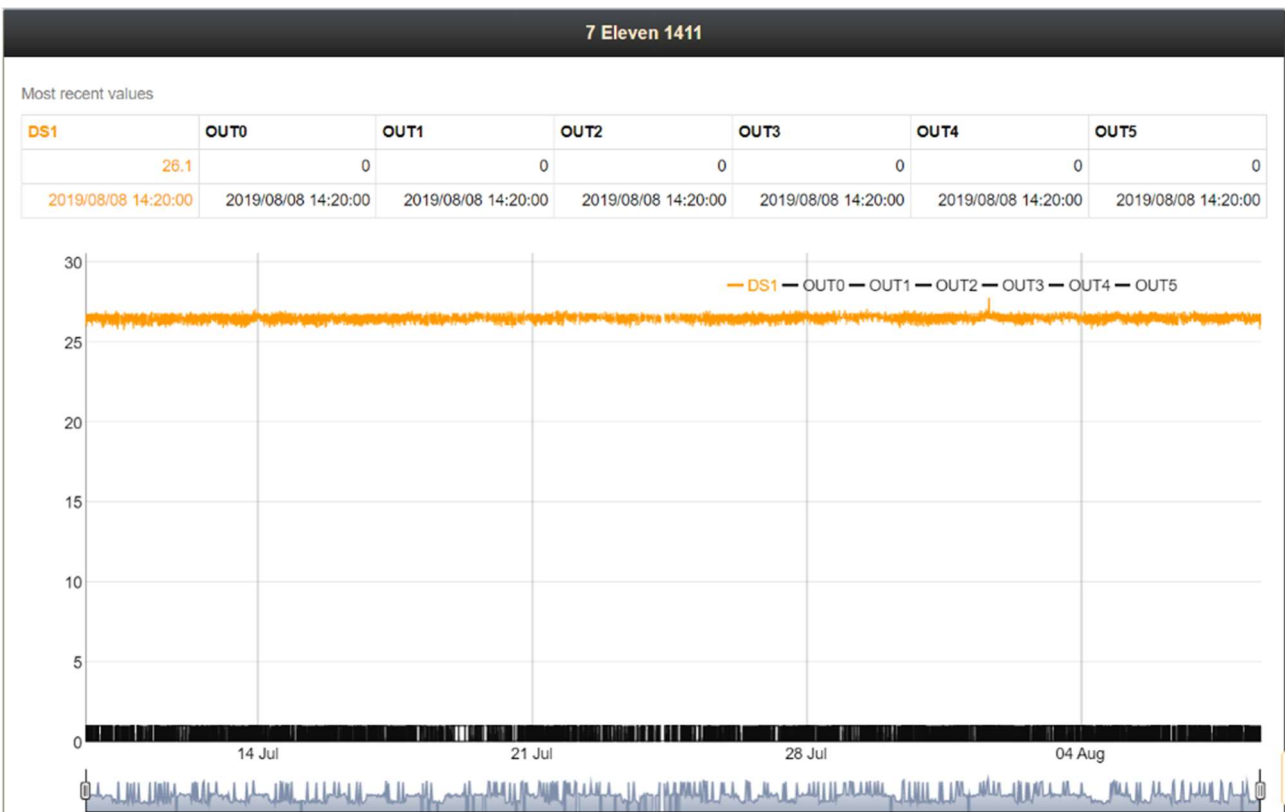 7 Eleven 1411
Most recent values
DS1 OUT0 OUT1 OUT2 OUT3 OUT4 OUT5
26.1 0 0 0 0 0 0
2019/08/08 14:20:00 2019/08/08 14:20:00 2019/08/08 14:20:00 2019/08/08 14:20:00 2019/08/08 14:20:00 2019/08/08 14:20:00 2019/08/08 14:20:00
30
DS1 OUT0 OUT1 OUT2 OUT3 OUT4 OUT5
25
20
15
10
5
0
14 Jul 21 Jul 28 Jul 04 Aug